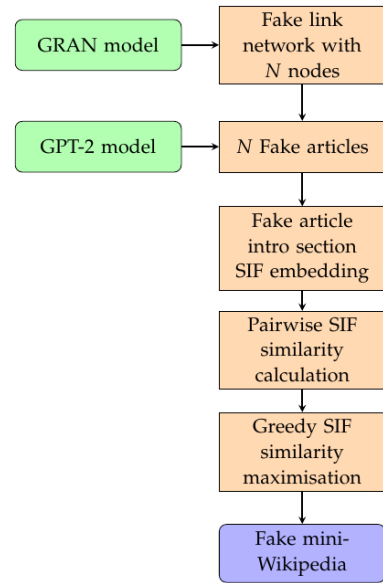 GRAN model
Fake link
network with
N nodes
GPT-2 model
N Fake articles
Fake article
intro section
SIF embedding
Pairwise SIF
similarity
calculation
Greedy SIF
similarity
maximisation
Fake mini-
Wikipedia